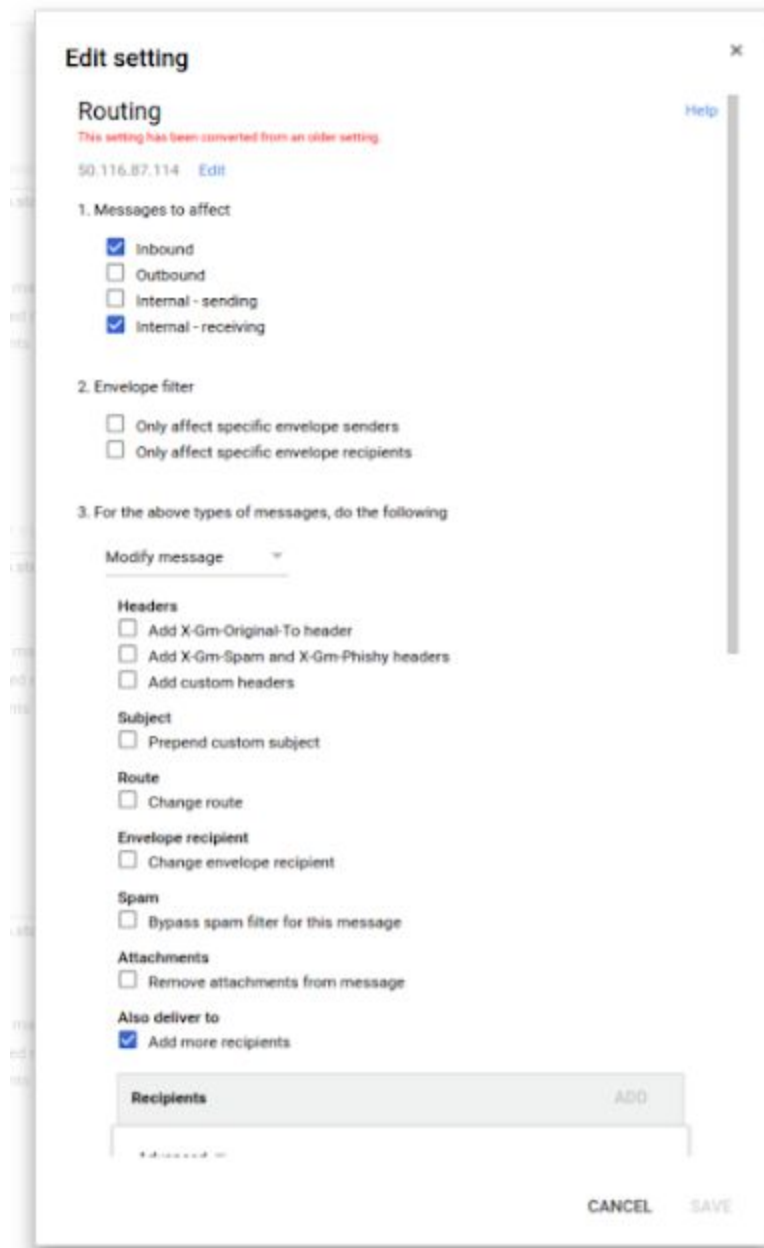 Edit setting
×
Routing
Help
This setting has been converted from an older setting.
50.116.87.114 Edit
1. Messages to affect
Inbound
Outbound
Internal - sending
Internal - receiving
2. Envelope filter
Only affect specific envelope senders
Only affect specific envelope recipients
3. For the above types of messages, do the following
Modify message
Headers
Add X-Gm-Original-To header
Add X-Gm-Spam and X-Gm-Phishy headers
Add custom headers
Subject
Prepend custom subject
Route
Change route
Envelope recipient
Change envelope recipient
Spam
Bypass spam filter for this message
Attachments
Remove attachments from message
Also deliver to
Add more recipients
Recipients ADD
CANCEL SAVE